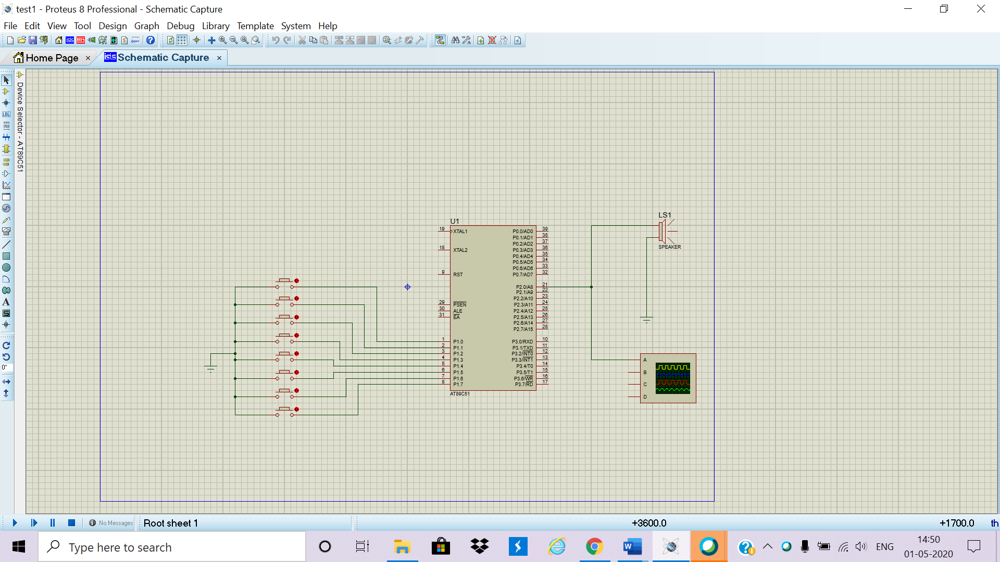 test1 - Proteus 8 Professional - Schematic Capture
File Edit View Tool Design Graph Debug Library Template System Help
Home Page × isis Schematic Capture ×
Device Selector - AT89C51
LBL
A
0°
LS1
SPEAKER
U1
19 XTAL1 P0.0/AD0 39
P0.1/AD1 38
P0.2/AD2 37
18 XTAL2 P0.3/AD3 36
P0.4/AD4 35
P0.5/AD5 34
P0.6/AD6 33
9 RST P0.7/AD7 32
P2.0/A8 21
P2.1/A9 22
P2.2/A10 23
29 PSEN P2.3/A11 24
30 ALE P2.4/A12 25
31 EA P2.5/A13 26
P2.6/A14 27
P2.7/A15 28
1 P1.0 P3.0/RXD 10
2 P1.1 P3.1/TXD 11
3 P1.2 P3.2/INT0 12
4 P1.3 P3.3/INT1 13
5 P1.4 P3.4/T0 14
6 P1.5 P3.5/T1 15
7 P1.6 P3.6/WR 16
8 P1.7 P3.7/RD 17
AT89C51
A
B
C
D
No Messages Root sheet 1 +3600.0 +1700.0 th
Type here to search
ENG
14:50
01-05-2020